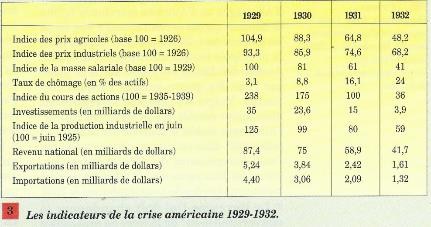 1929 1930 1931 1932
Indice des prix agricoles (base 100 = 1926) 104,9 88,3 64,8 48,2
Indice des prix industriels (base 100 = 1926) 93,3 85,9 74,6 68,2
Indice de la masse salariale (base 100 = 1929) 100 81 61 41
Taux de chômage (en % des actifs) 3,1 8,8 16,1 24
Indice du cours des actions (100 = 1935-1939) 238 175 100 36
Investissements (en milliards de dollars) 35 23,6 15 3,9
Indice de la production industrielle en juin
(100 = juin 1925) 125 99 80 59
Revenu national (en milliards de dollars) 87,4 75 58,9 41,7
Exportations (en milliards de dollars) 5,24 3,84 2,42 1,61
Importations (en milliards de dollars) 4,40 3,06 2,09 1,32
3 Les indicateurs de la crise américaine 1929-1932.